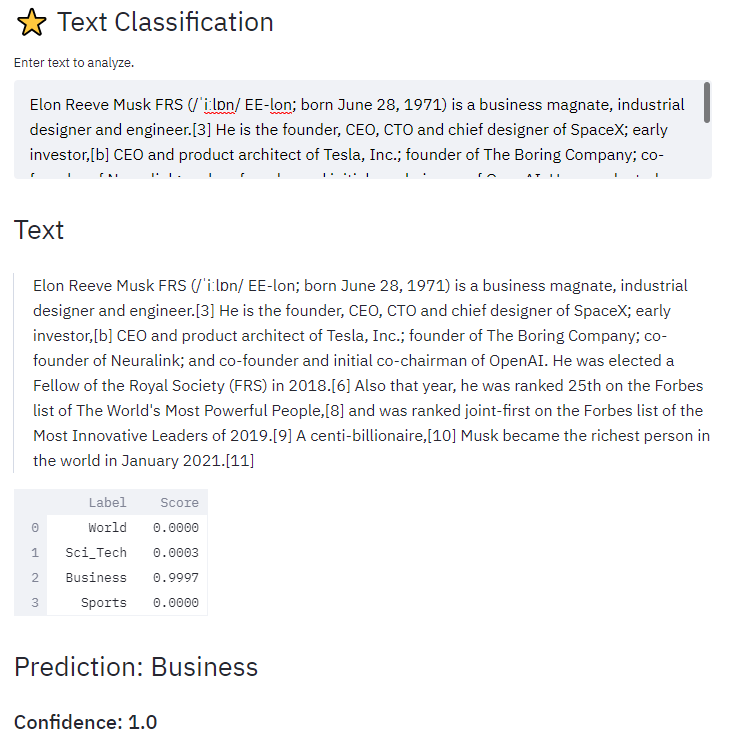 Text Classification
Enter text to analyze.
Elon Reeve Musk FRS (/ˈiːlɒn/ EE-lon; born June 28, 1971) is a business magnate, industrial
designer and engineer.[3] He is the founder, CEO, CTO and chief designer of SpaceX; early
investor,[b] CEO and product architect of Tesla, Inc.; founder of The Boring Company; co-
Text
Elon Reeve Musk FRS (/ˈiːlɒn/ EE-lon; born June 28, 1971) is a business magnate, industrial
designer and engineer.[3] He is the founder, CEO, CTO and chief designer of SpaceX; early
investor,[b] CEO and product architect of Tesla, Inc.; founder of The Boring Company; co-
founder of Neuralink; and co-founder and initial co-chairman of OpenAI. He was elected a
Fellow of the Royal Society (FRS) in 2018.[6] Also that year, he was ranked 25th on the Forbes
list of The World's Most Powerful People,[8] and was ranked joint-first on the Forbes list of the
Most Innovative Leaders of 2019.[9] A centi-billionaire,[10] Musk became the richest person in
the world in January 2021.[11]
Label Score
0 World 0.0000
1 Sci_Tech 0.0003
2 Business 0.9997
3 Sports 0.0000
Prediction: Business
Confidence: 1.0